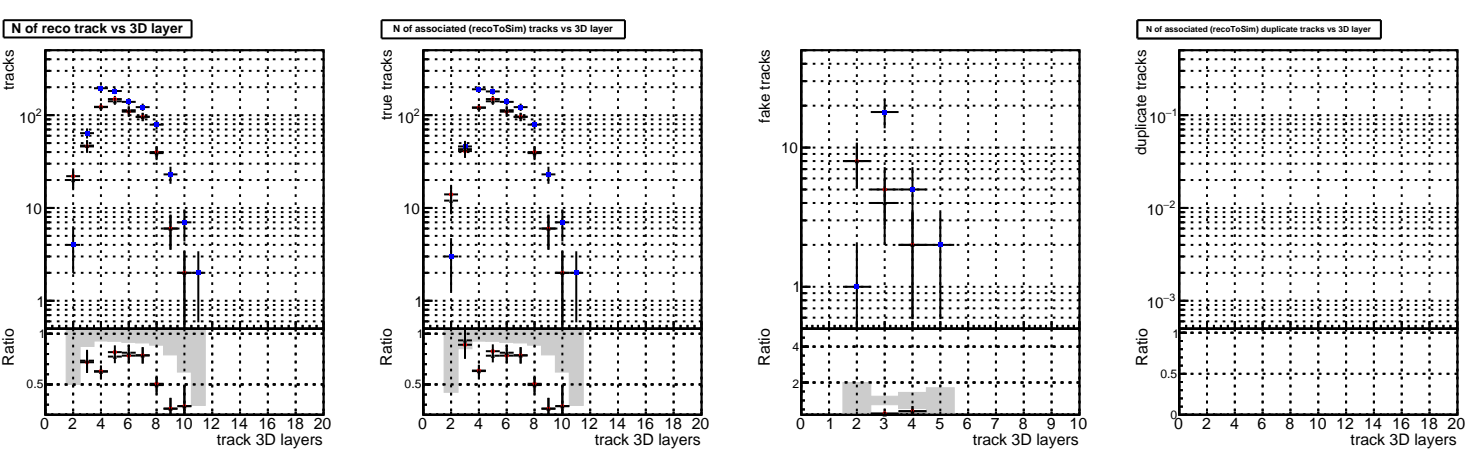 N of reco track vs 3D layer
tracks
10²
10
1
Ratio
1
0.5
0 2 4 6 8 10 12 14 16 18 20
track 3D layers
N of associated (recoToSim) tracks vs 3D layer
true tracks
10²
10
1
Ratio
1
0.5
0 2 4 6 8 10 12 14 16 18 20
track 3D layers
fake tracks
10
1
Ratio
4
2
0 1 2 3 4 5 6 7 8 9 10
track 3D layers
N of associated (recoToSim) duplicate tracks vs 3D layer
duplicate tracks
10⁻¹
10⁻²
10⁻³
Ratio
1
0.5
0
0 2 4 6 8 10 12 14 16 18 20
track 3D layers